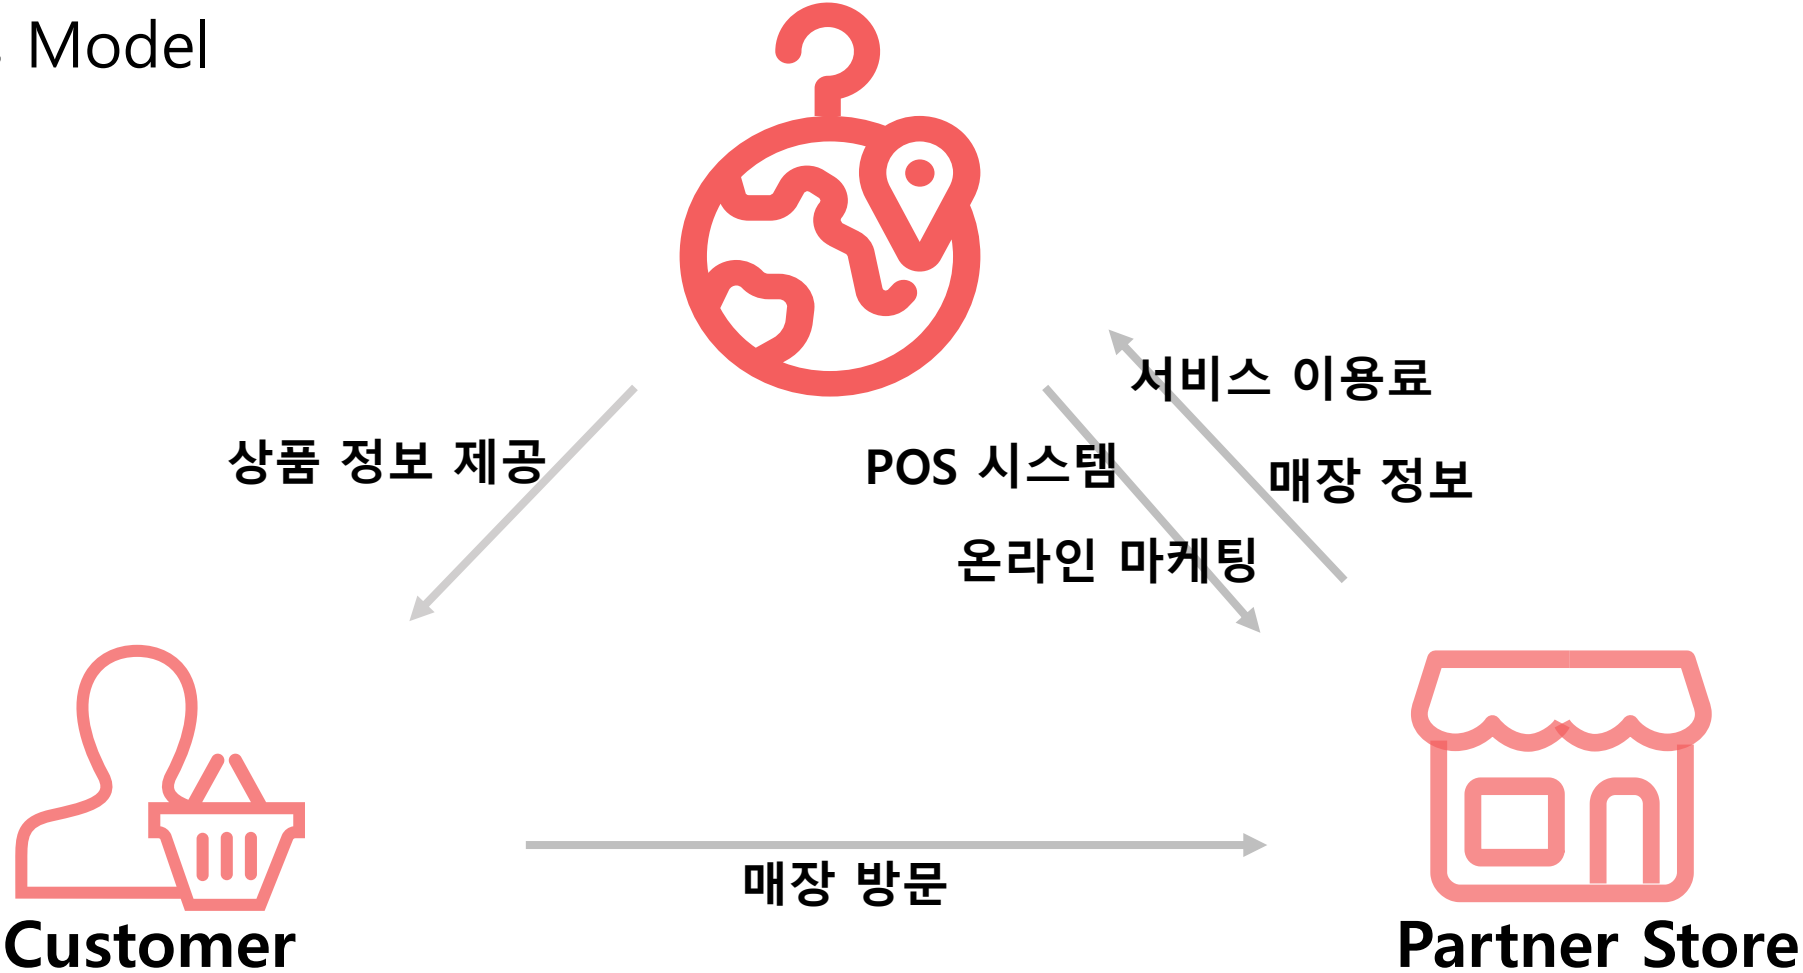 Model
서비스 이용료
상품 정보 제공
POS 시스템
매장 정보
온라인 마케팅
매장 방문
Customer
Partner Store